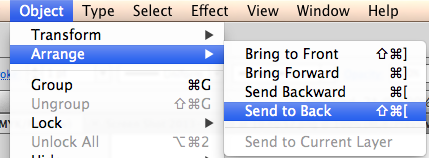 Object Type Select Effect View Window Help
Transform
Arrange
Group ⌘G
Ungroup ⇧⌘G
Lock
Unlock All ⌥⌘2
Bring to Front ⇧⌘]
Bring Forward ⌘]
Send Backward ⌘[
Send to Back ⇧⌘[
Send to Current Layer